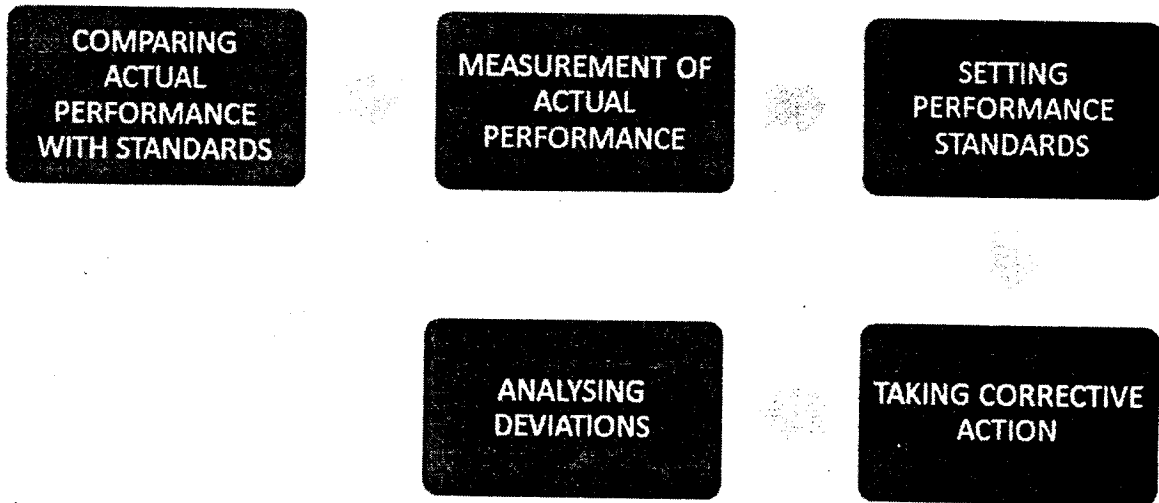 COMPARING
ACTUAL
PERFORMANCE
WITH STANDARDS
MEASUREMENT OF
ACTUAL
PERFORMANCE
SETTING
PERFORMANCE
STANDARDS
ANALYSING
DEVIATIONS
TAKING CORRECTIVE
ACTION